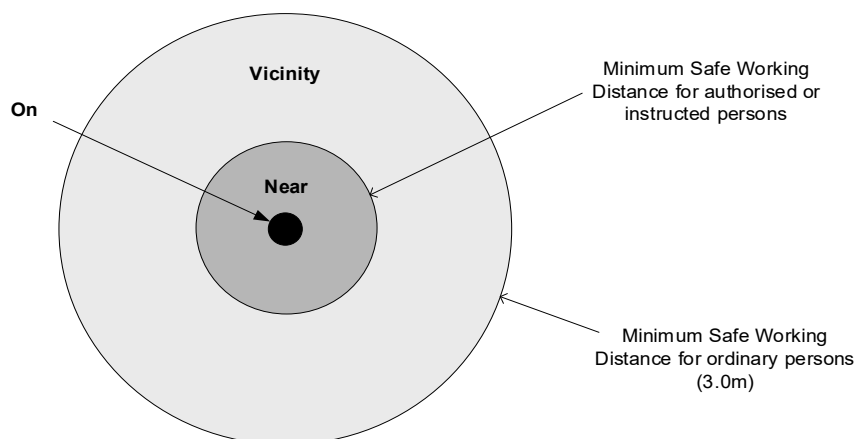 Vicinity
Minimum Safe Working
Distance for authorised or
instructed persons
On
Near
Minimum Safe Working
Distance for ordinary persons
(3.0m)